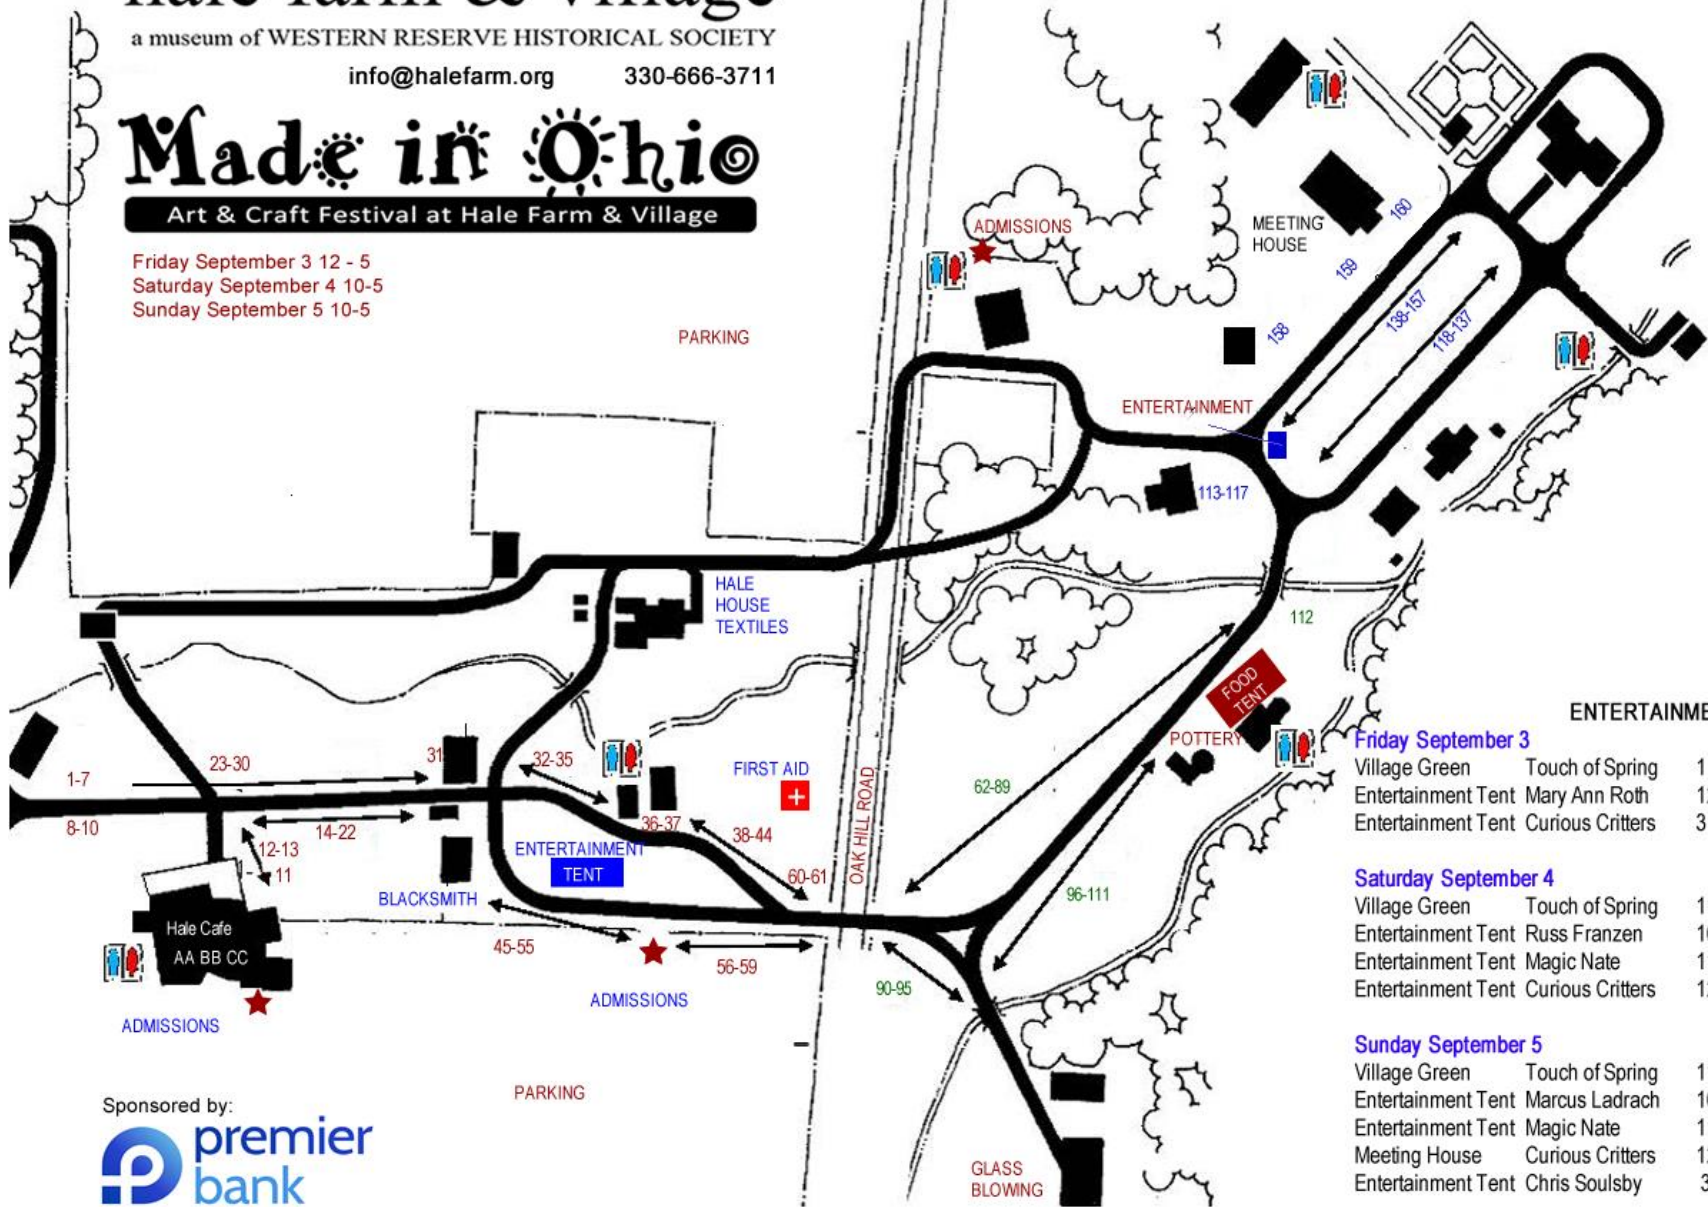 hale farm & village
a museum of WESTERN RESERVE HISTORICAL SOCIETY
info@halefarm.org 330-666-3711
Made in Ohio
Art & Craft Festival at Hale Farm & Village
Friday September 3 12 - 5
Saturday September 4 10-5
Sunday September 5 10-5
PARKING
ADMISSIONS
MEETING
HOUSE
160
159
158
138-157
118-137
ENTERTAINMENT
113-117
HALE
HOUSE
TEXTILES
112
FOOD
TENT
POTTERY
1-7
23-30
31
32-35
FIRST AID
OAK HILL ROAD
62-89
8-10
14-22
12-13
11
36-37
38-44
ENTERTAINMENT
TENT
60-61
BLACKSMITH
96-111
Hale Cafe
AA BB CC
45-55
56-59
90-95
ADMISSIONS
ADMISSIONS
PARKING
GLASS
BLOWING
Sponsored by:
premier
bank
Friday September 3
Village Green Touch of Spring
Entertainment Tent Mary Ann Roth
Entertainment Tent Curious Critters
Saturday September 4
Village Green Touch of Spring
Entertainment Tent Russ Franzen
Entertainment Tent Magic Nate
Entertainment Tent Curious Critters
Sunday September 5
Village Green Touch of Spring
Entertainment Tent Marcus Ladrach
Entertainment Tent Magic Nate
Meeting House Curious Critters
Entertainment Tent Chris Soulsby